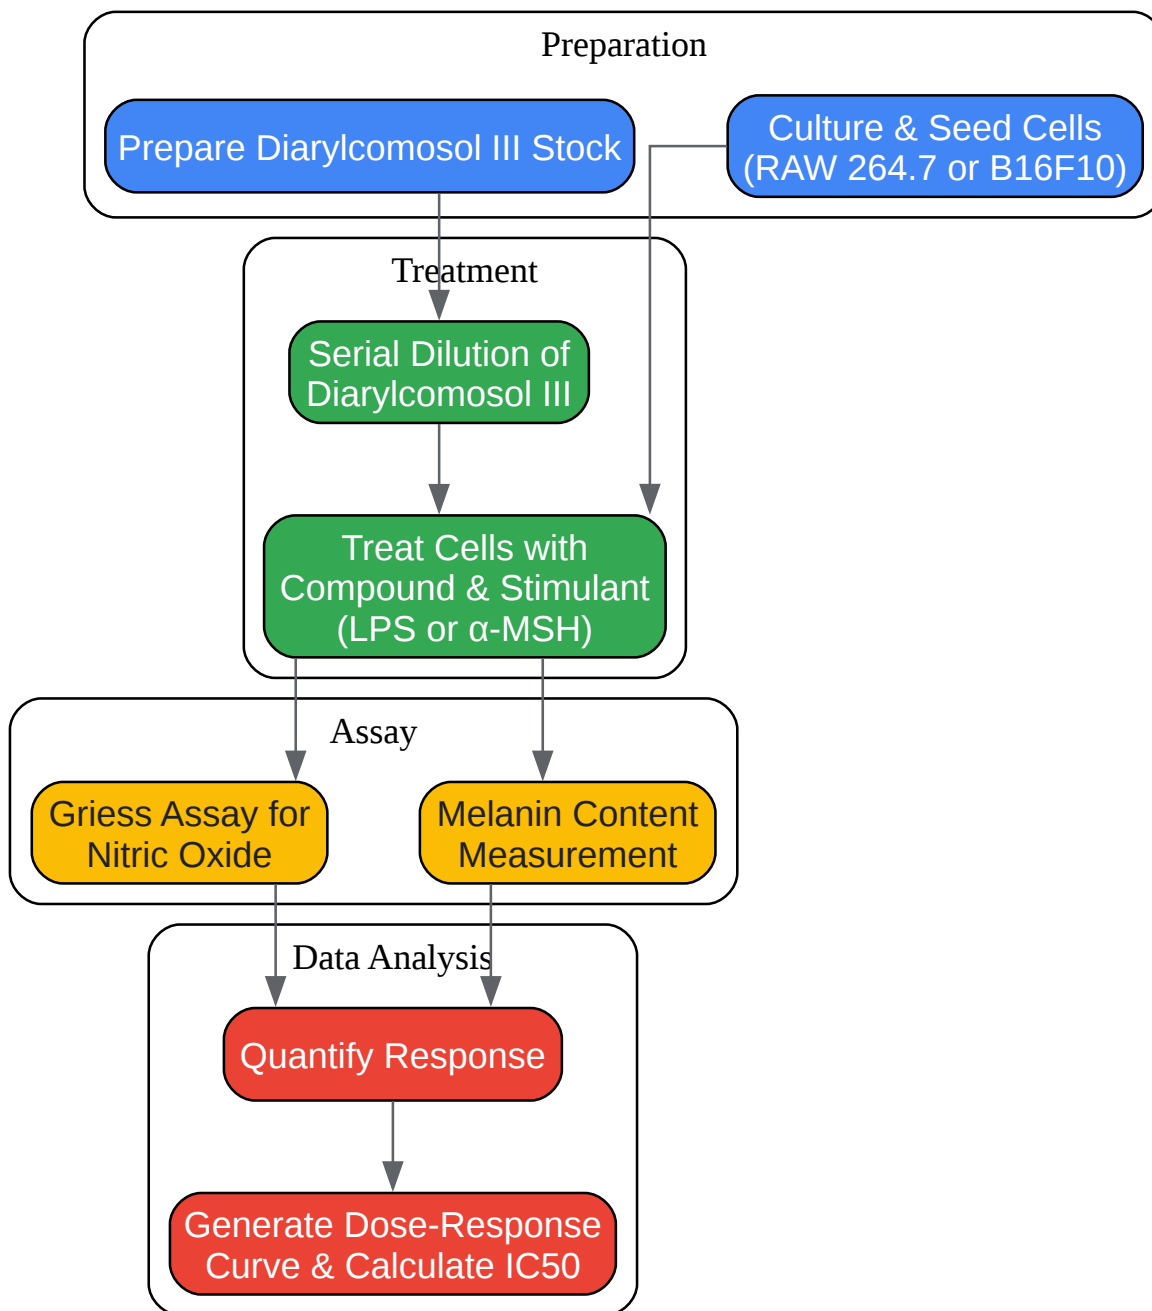 Preparation
Prepare Diarylcomosol III Stock
Culture & Seed Cells
(RAW 264.7 or B16F10)
Treatment
Serial Dilution of
Diarylcomosol III
Treat Cells with
Compound & Stimulant
(LPS or α-MSH)
Assay
Griess Assay for
Nitric Oxide
Melanin Content
Measurement
Data Analysis
Quantify Response
Generate Dose-Response
Curve & Calculate IC50